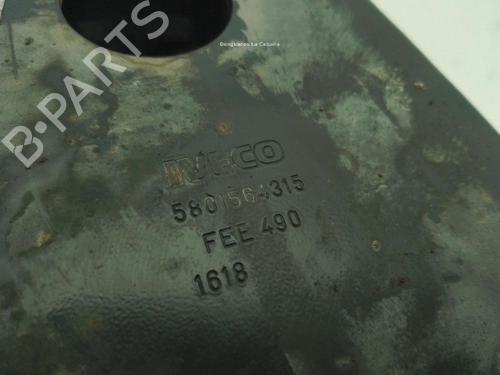 B-PARTS
Desguaces La Cabaña
IVECO
5801564315
FEE 490
1618